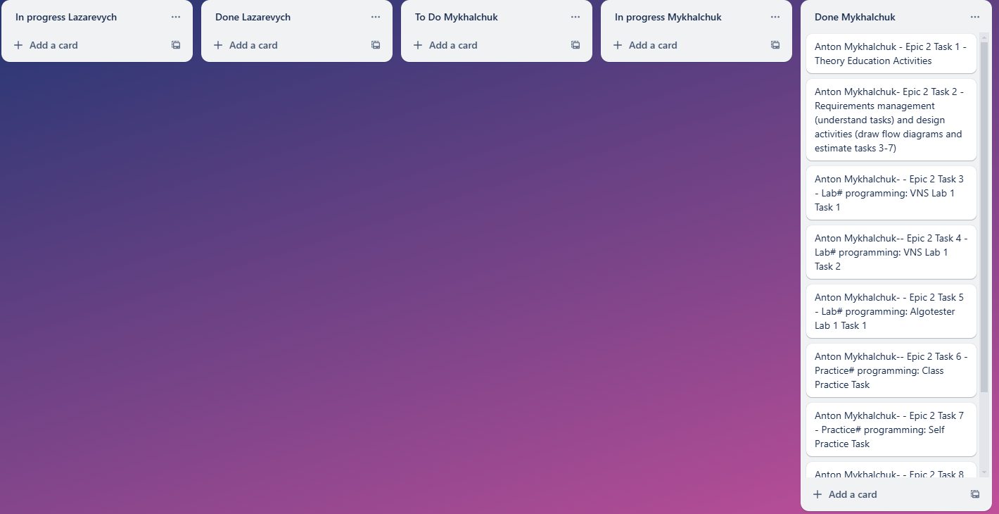 In progress Lazarevych
Add a card
Done Lazarevych
Add a card
To Do Mykhalchuk
Add a card
In progress Mykhalchuk
Add a card
Done Mykhalchuk
Anton Mykhalchuk - Epic 2 Task 1 -
Theory Education Activities
Anton Mykhalchuk- Epic 2 Task 2 -
Requirements management
(understand tasks) and design
activities (draw flow diagrams and
estimate tasks 3-7)
Anton Mykhalchuk- - Epic 2 Task 3
- Lab# programming: VNS Lab 1
Task 1
Anton Mykhalchuk-- Epic 2 Task 4 -
Lab# programming: VNS Lab 1
Task 2
Anton Mykhalchuk- - Epic 2 Task 5
- Lab# programming: Algotester
Lab 1 Task 1
Anton Mykhalchuk-- Epic 2 Task 6 -
Practice# programming: Class
Practice Task
Anton Mykhalchuk- - Epic 2 Task 7
- Practice# programming: Self
Practice Task
Anton Mykhalchuk- - Epic 2 Task 8
Add a card